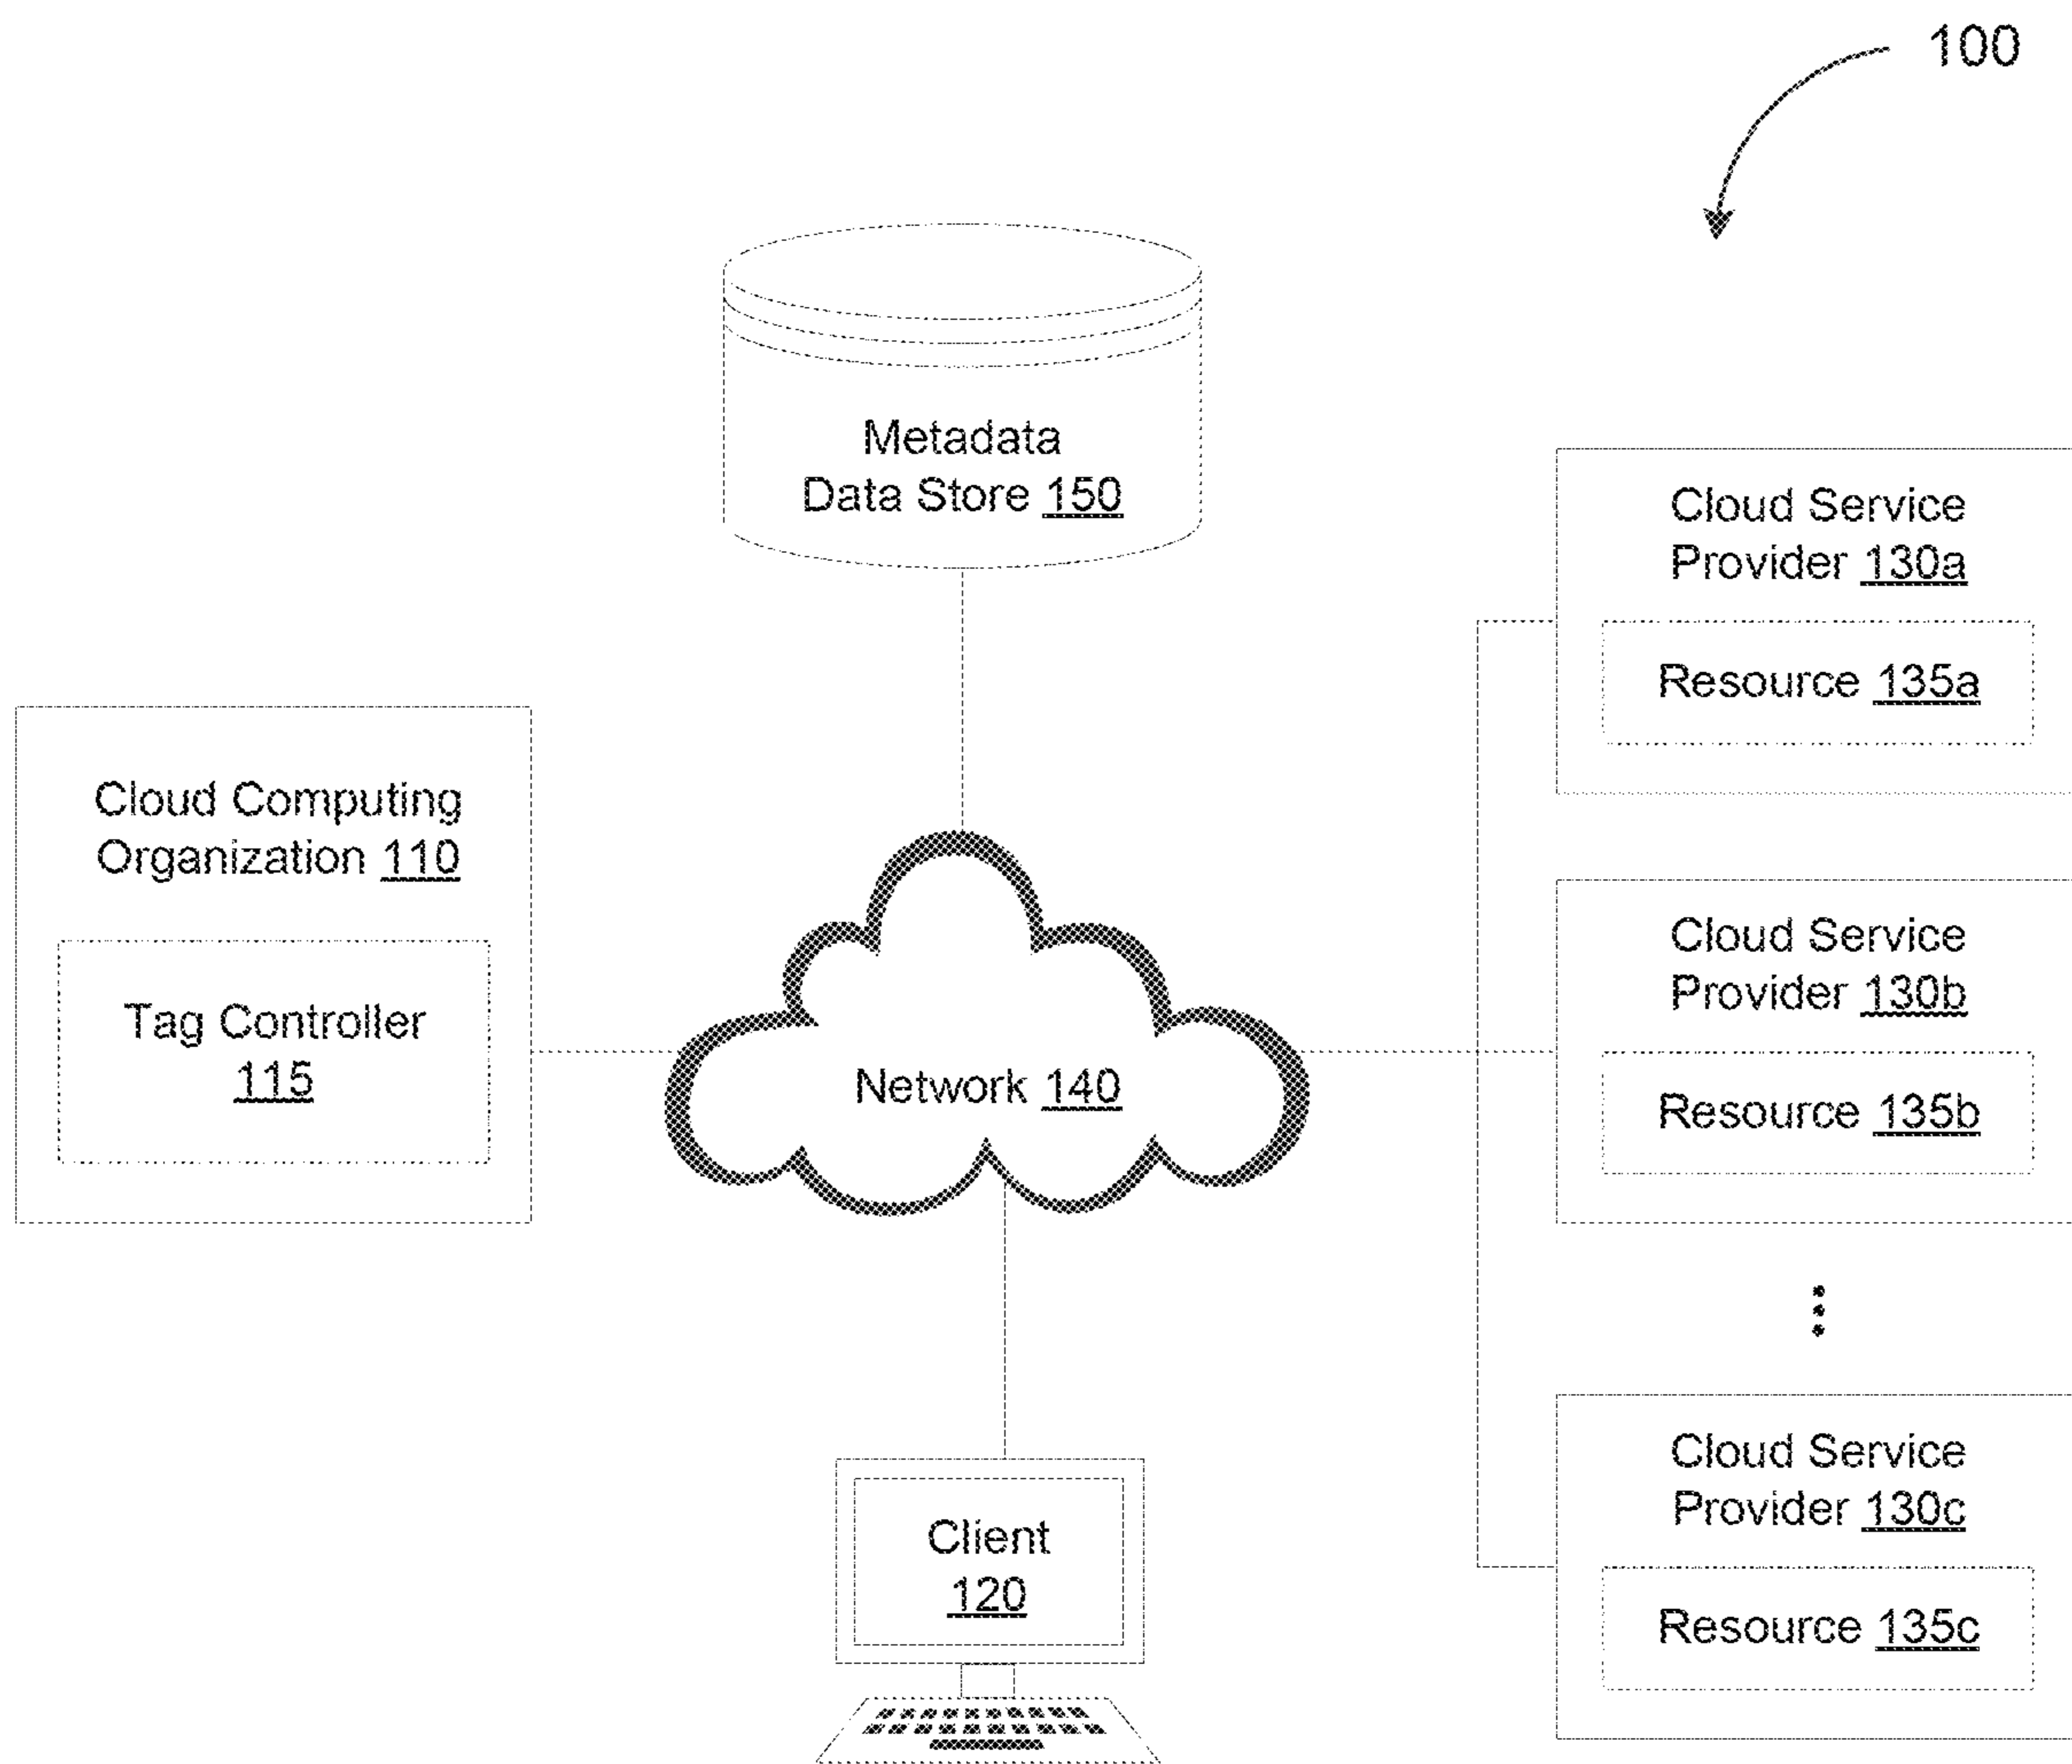 100
Metadata
Data Store 150
Cloud Service
Provider 130a
Resource 135a
Cloud Computing
Organization 110
Tag Controller
115
Network 140
Cloud Service
Provider 130b
Resource 135b
Client
120
Cloud Service
Provider 130c
Resource 135c